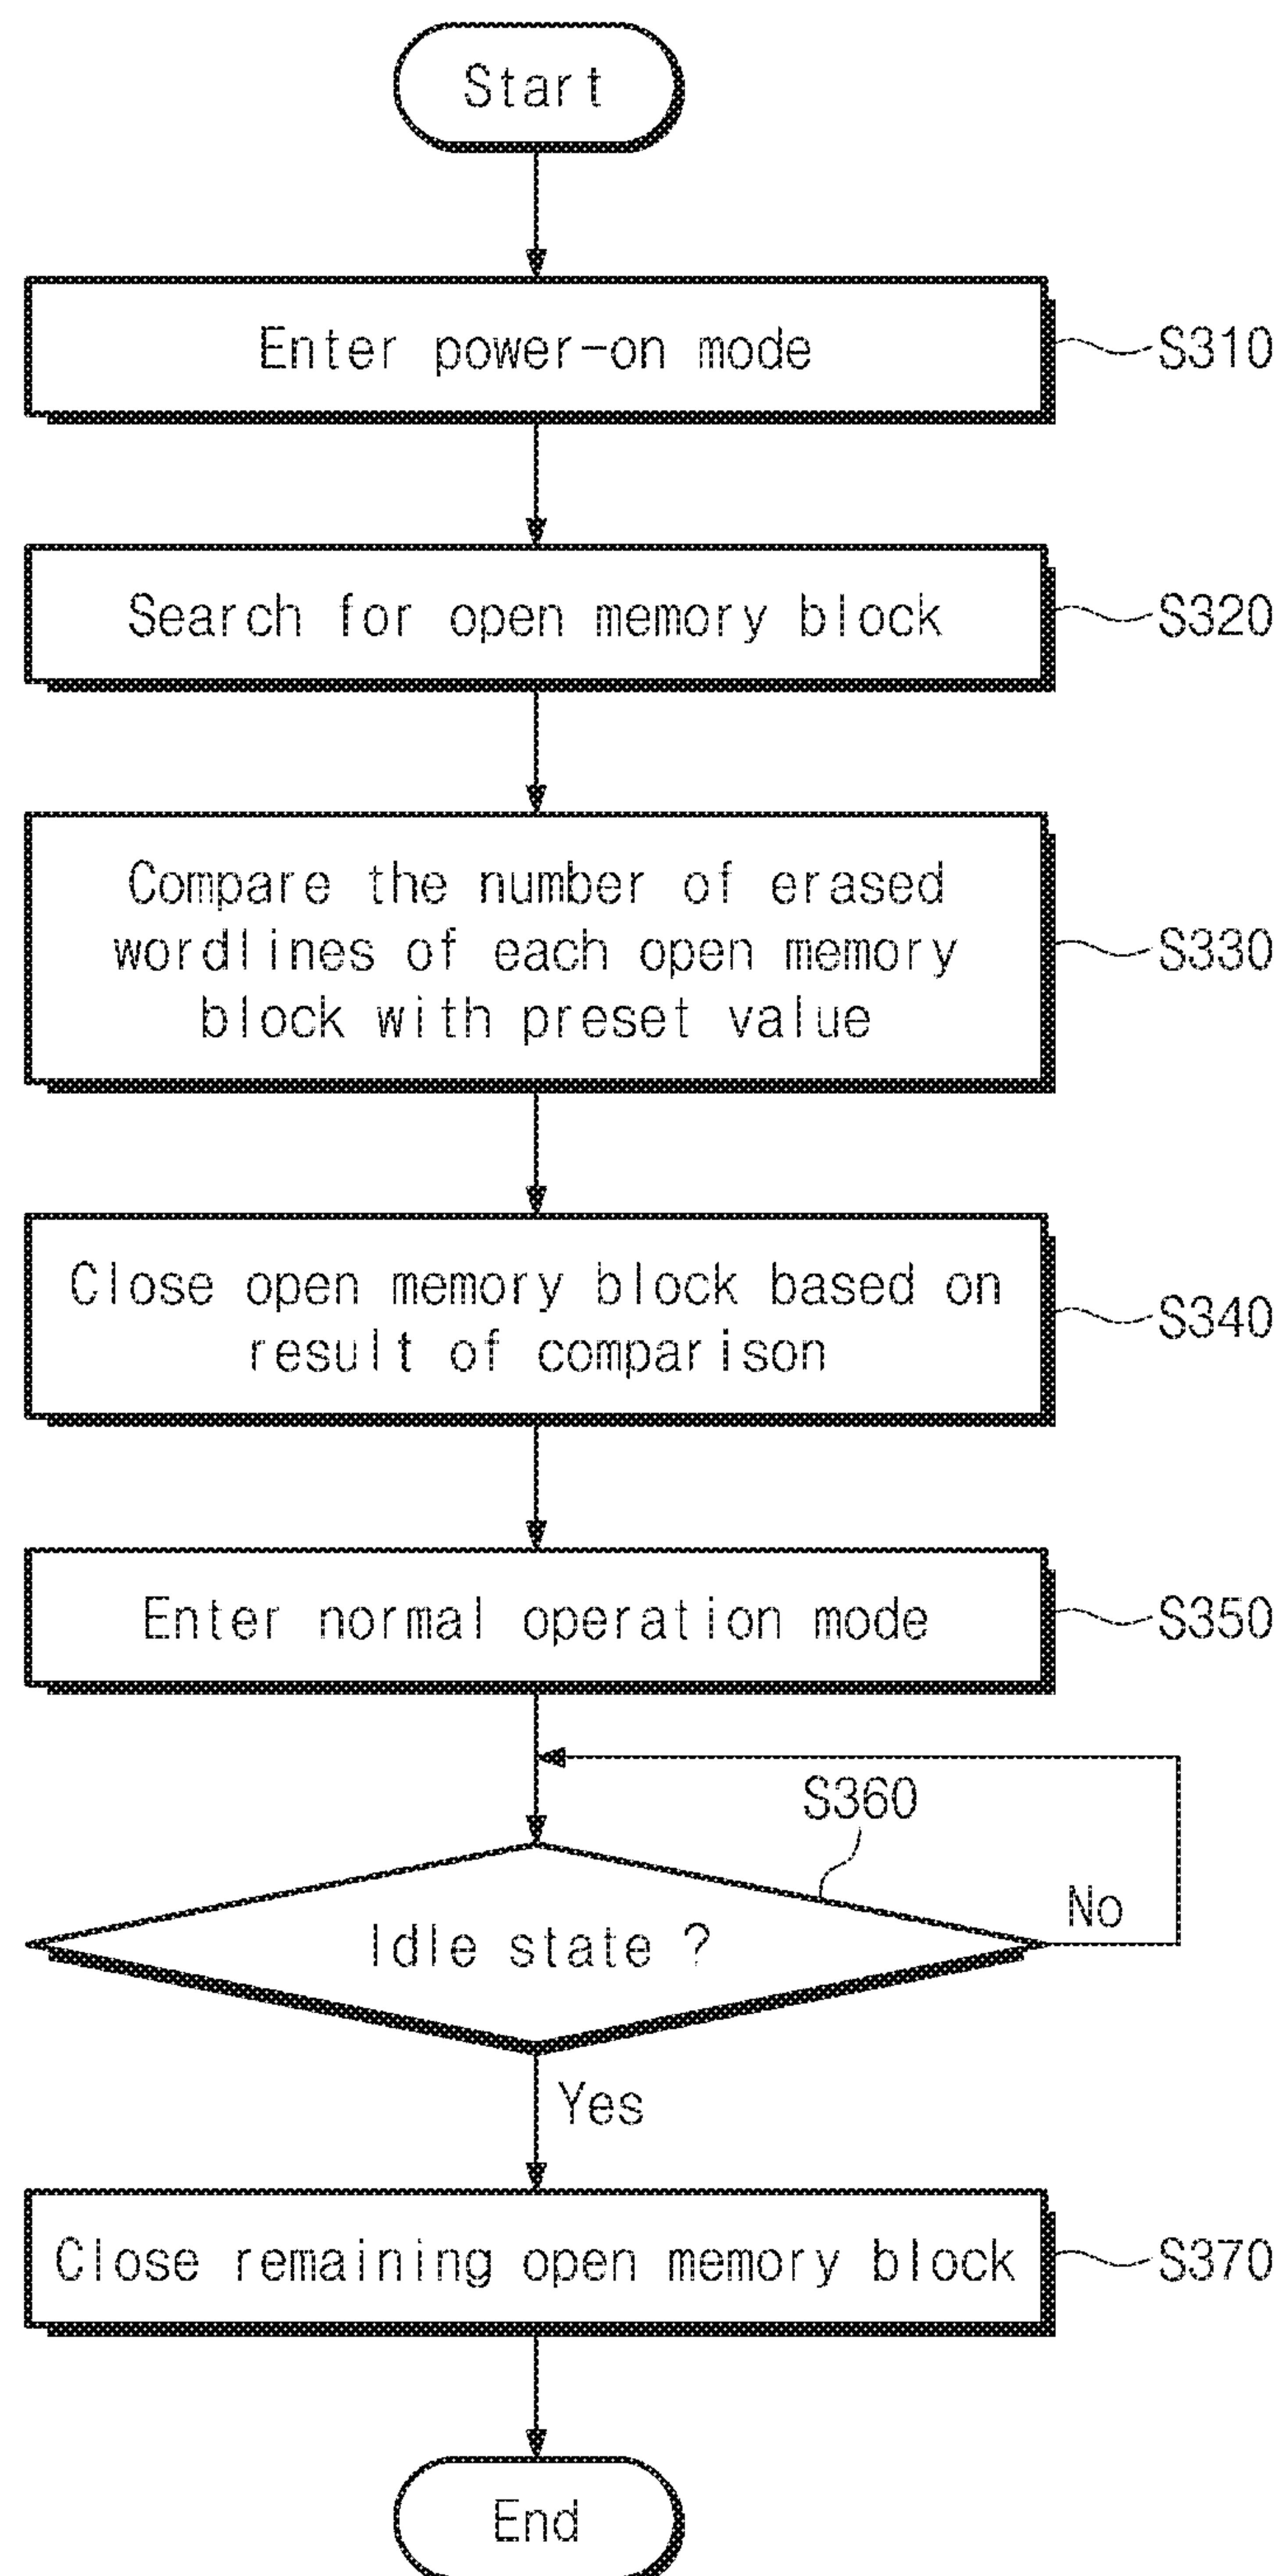 Start
Enter power-on mode
S310
Search for open memory block
S320
Compare the number of erased
wordlines of each open memory
block with preset value
S330
Close open memory block based on
result of comparison
S340
Enter normal operation mode
S350
S360
Idle state ?
No
Yes
Close remaining open memory block
S370
End